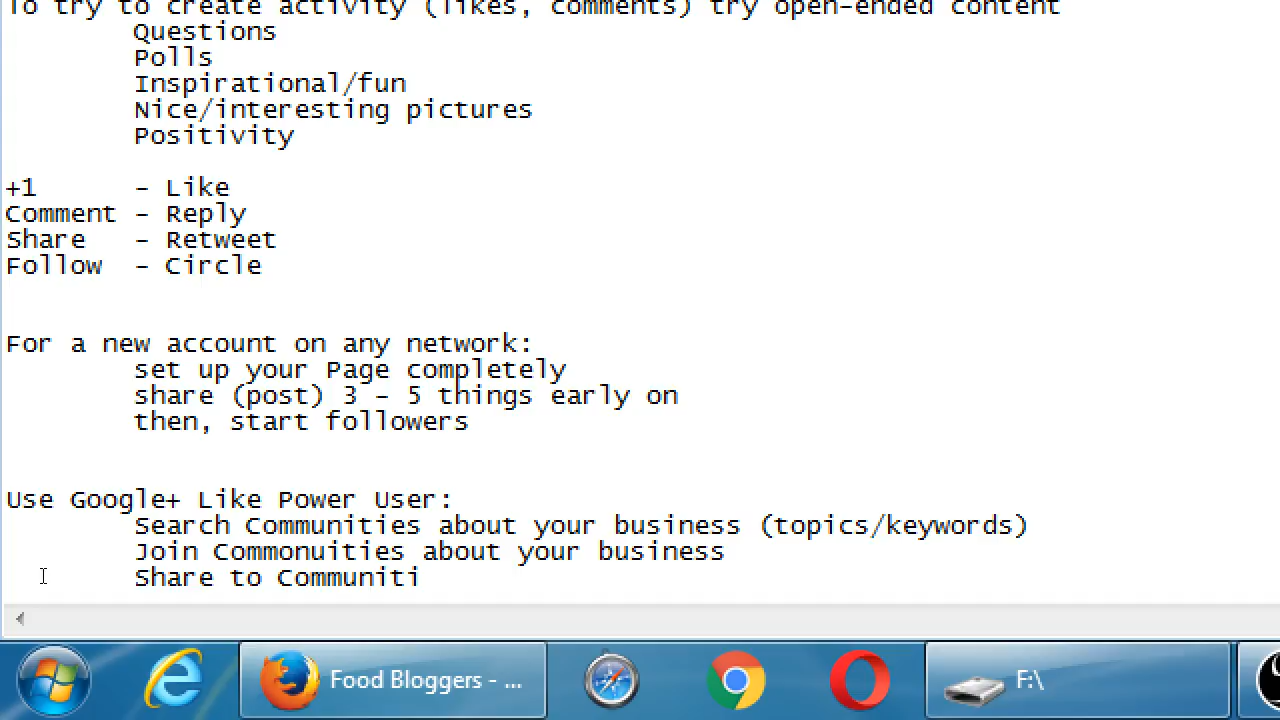 To try to create activity (likes, comments) try open-ended content
Questions
Polls
Inspirational/fun
Nice/interesting pictures
Positivity
+1 - Like
Comment - Reply
Share - Retweet
Follow - Circle
For a new account on any network:
set up your Page completely
share (post) 3 - 5 things early on
then, start followers
Use Google+ Like Power User:
Search Communities about your business (topics/keywords)
Join Commonuities about your business
Share to Communiti
Food Bloggers - ...
F:\